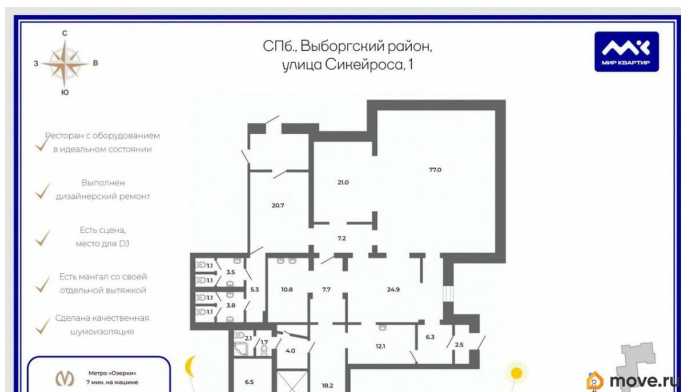 С
З
В
Ю
СПб., Выборгский район,
улица Сикейроса, 1
МИР КВАРТИР
Ресторан с оборудованием
в идеальном состоянии
Выполнен
дизайнерский ремонт
Есть сцена,
место для DJ
Есть мангал со своей
отдельной вытяжкой
Сделана качественная
шумоизоляция
Метро «Озерки»
7 мин. на машине
77.0
21.0
20.7
7.2
1.1
3.5
1.1
5.3
10.8
7.7
24.9
1.1
3.8
1.1
2.1
1.7
4.0
12.1
6.3
2.5
6.5
18.2
move.ru